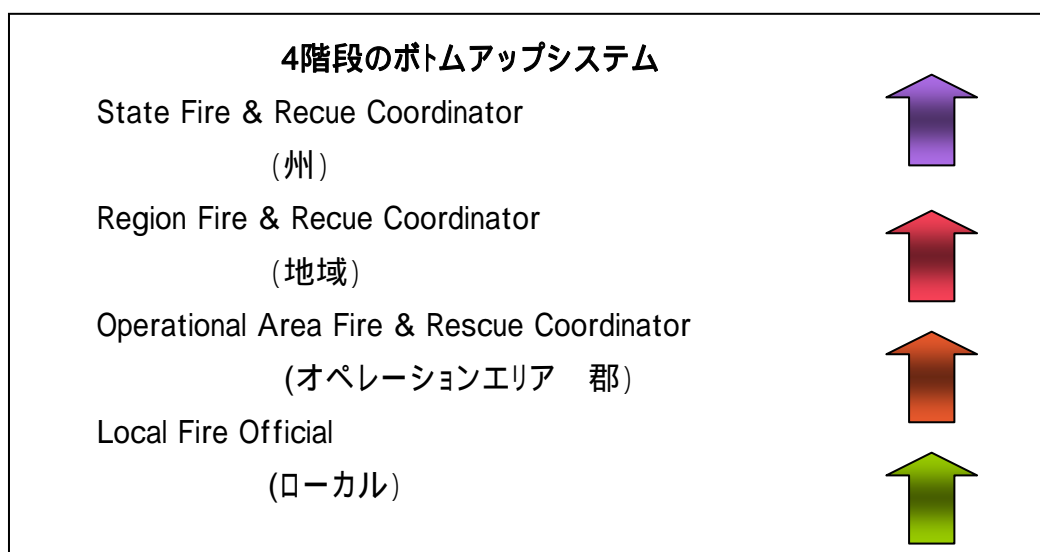 4階段のボトムアップシステム
State Fire & Recue Coordinator
(州)
Region Fire & Recue Coordinator
(地域)
Operational Area Fire & Rescue Coordinator
(オペレーションエリア　郡)
Local Fire Official
(ローカル)